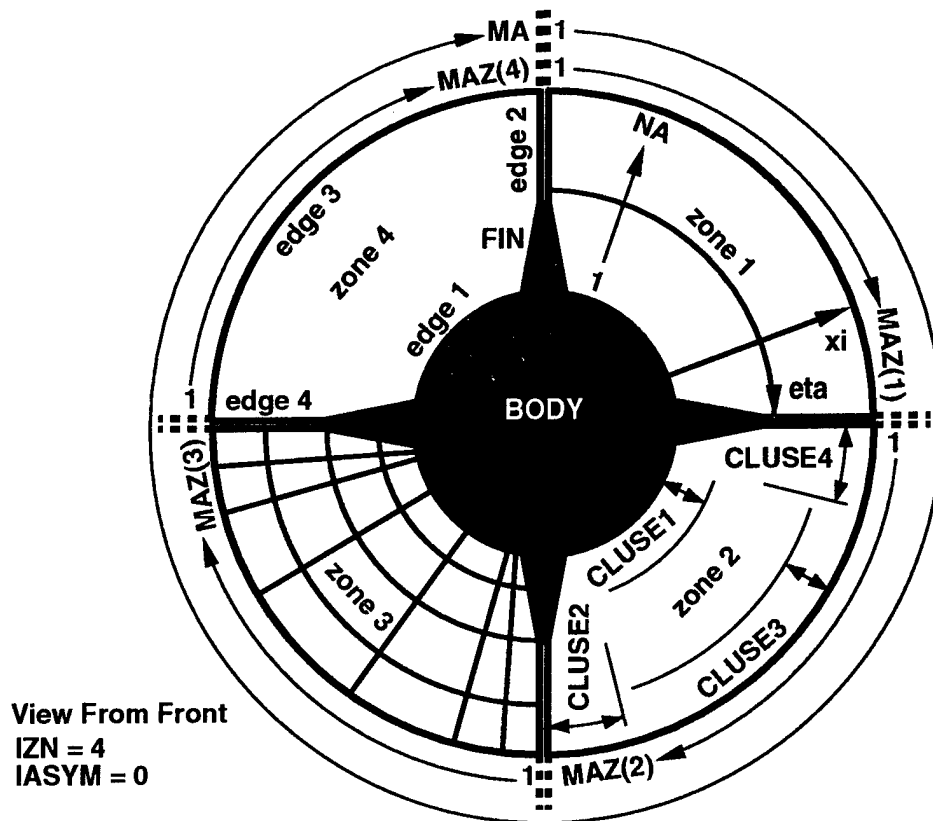 MA 1
MAZ(4) 1
edge 2
NA
edge 3
zone 4
FIN
zone 1
edge 1
1
xi
MAZ(1)
1
edge 4
eta
BODY
1
MAZ(3)
CLUSE4
CLUSE1
zone 2
zone 3
CLUSE2
CLUSE3
View From Front
IZN = 4
IASYM = 0
1
MAZ(2)